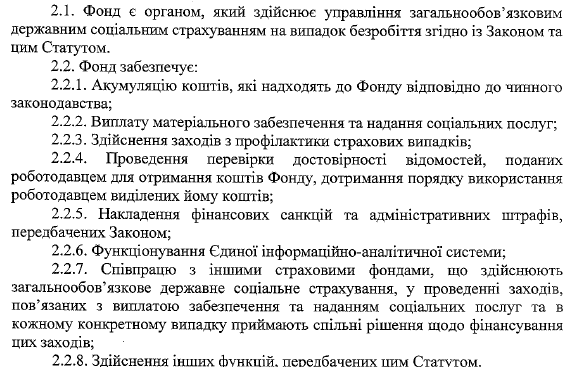 2.1. Фонд є органом, який здійснює управління загальнообов’язковим
державним соціальним страхуванням на випадок безробіття згідно із Законом та
цим Статутом.
2.2. Фонд забезпечує:
2.2.1. Акумуляцію коштів, які надходять до Фонду відповідно до чинного
законодавства;
2.2.2. Виплату матеріального забезпечення та надання соціальних послуг;
2.2.3. Здійснення заходів з профілактики страхових випадків;
2.2.4. Проведення перевірки достовірності відомостей, поданих
роботодавцем для отримання коштів Фонду, дотримання порядку використання
роботодавцем виділених йому коштів;
2.2.5. Накладення фінансових санкцій та адміністративних штрафів,
передбачених Законом;
2.2.6. Функціонування Єдиної інформаційно-аналітичної системи;
2.2.7. Співпрацю з іншими страховими фондами, що здійснюють
загальнообов’язкове державне соціальне страхування, у проведенні заходів,
пов’язаних з виплатою забезпечення та наданням соціальних послуг та в
кожному конкретному випадку приймають спільні рішення щодо фінансування
цих заходів;
2.2.8. Здійснення інших функцій, передбачених цим Статутом.